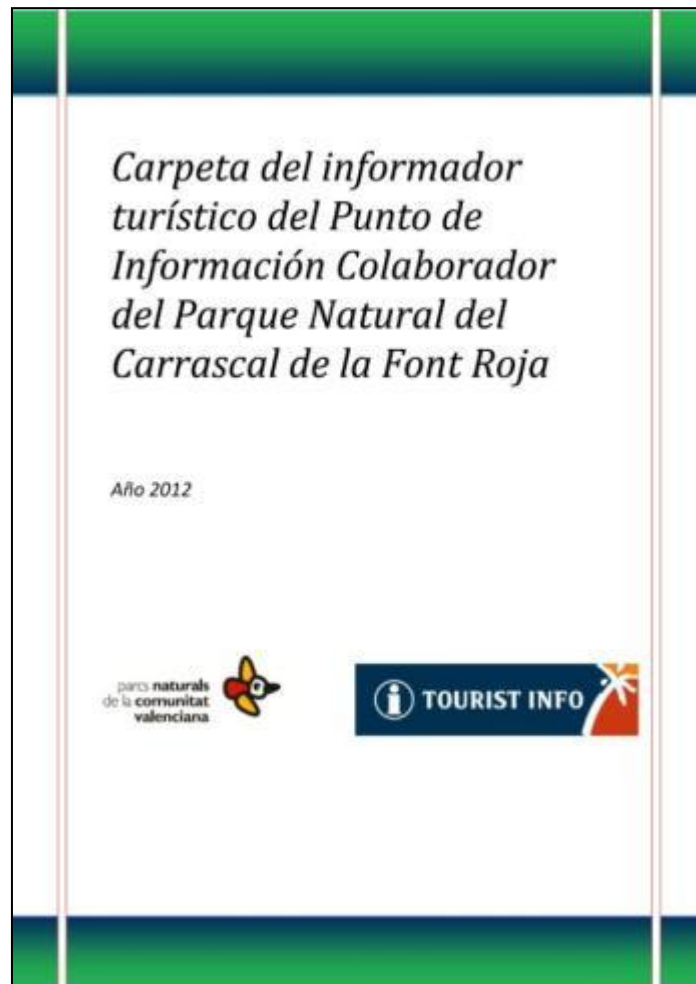 Carpeta del informador
turístico del Punto de
Información Colaborador
del Parque Natural del
Carrascal de la Font Roja
Año 2012
parcs naturals
de la comunitat
valenciana
i TOURIST INFO